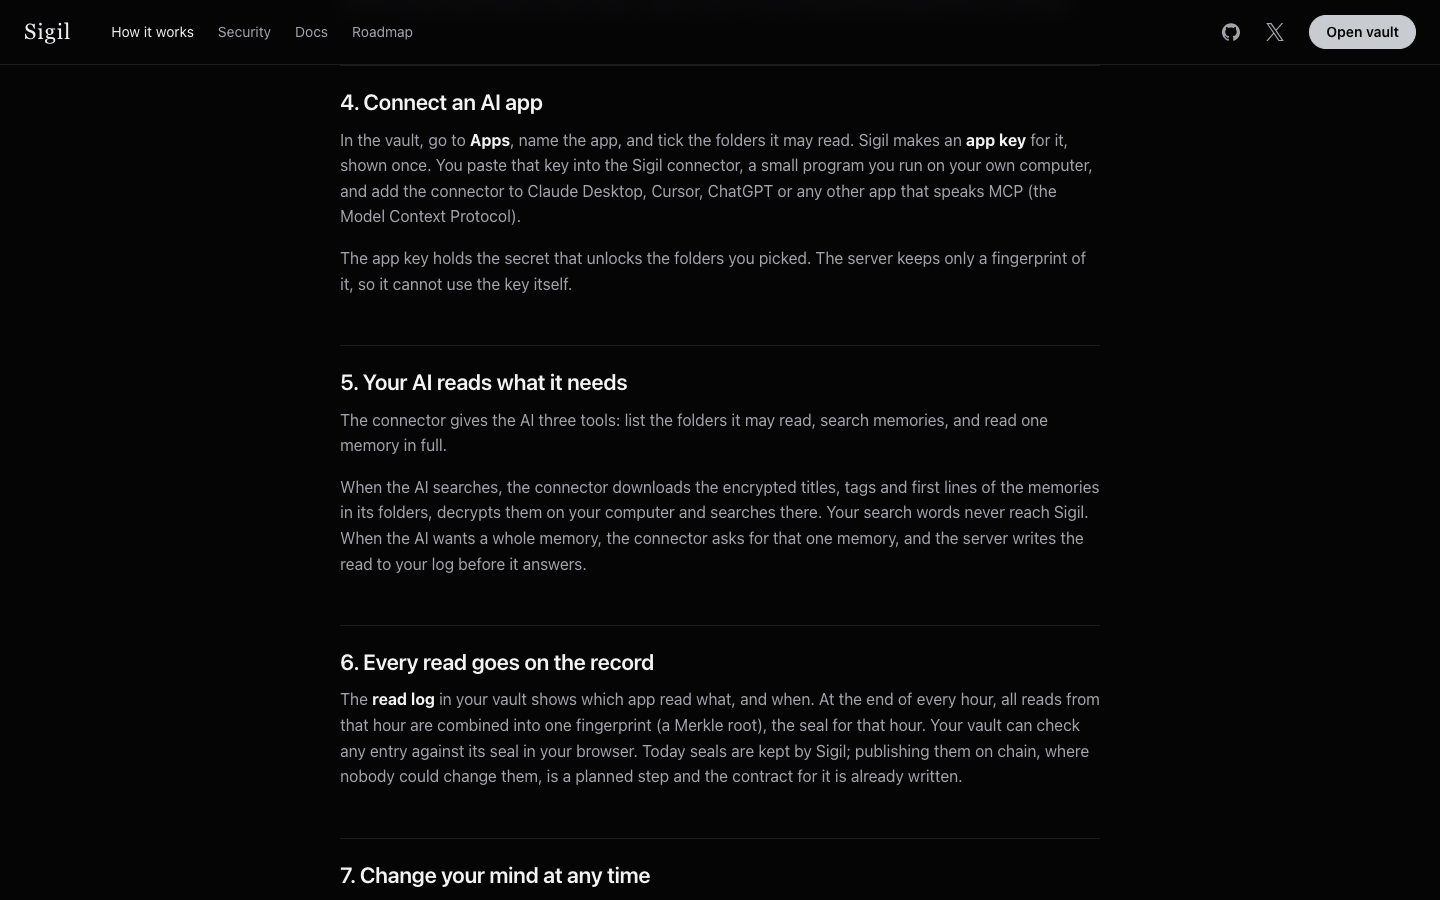 Sigil
How it works
Security
Docs
Roadmap
Open vault
4. Connect an AI app
In the vault, go to Apps, name the app, and tick the folders it may read. Sigil makes an app key for it,
shown once. You paste that key into the Sigil connector, a small program you run on your own computer,
and add the connector to Claude Desktop, Cursor, ChatGPT or any other app that speaks MCP (the
Model Context Protocol).
The app key holds the secret that unlocks the folders you picked. The server keeps only a fingerprint of
it, so it cannot use the key itself.
5. Your AI reads what it needs
The connector gives the AI three tools: list the folders it may read, search memories, and read one
memory in full.
When the AI searches, the connector downloads the encrypted titles, tags and first lines of the memories
in its folders, decrypts them on your computer and searches there. Your search words never reach Sigil.
When the AI wants a whole memory, the connector asks for that one memory, and the server writes the
read to your log before it answers.
6. Every read goes on the record
The read log in your vault shows which app read what, and when. At the end of every hour, all reads from
that hour are combined into one fingerprint (a Merkle root), the seal for that hour. Your vault can check
any entry against its seal in your browser. Today seals are kept by Sigil; publishing them on chain, where
nobody could change them, is a planned step and the contract for it is already written.
7. Change your mind at any time